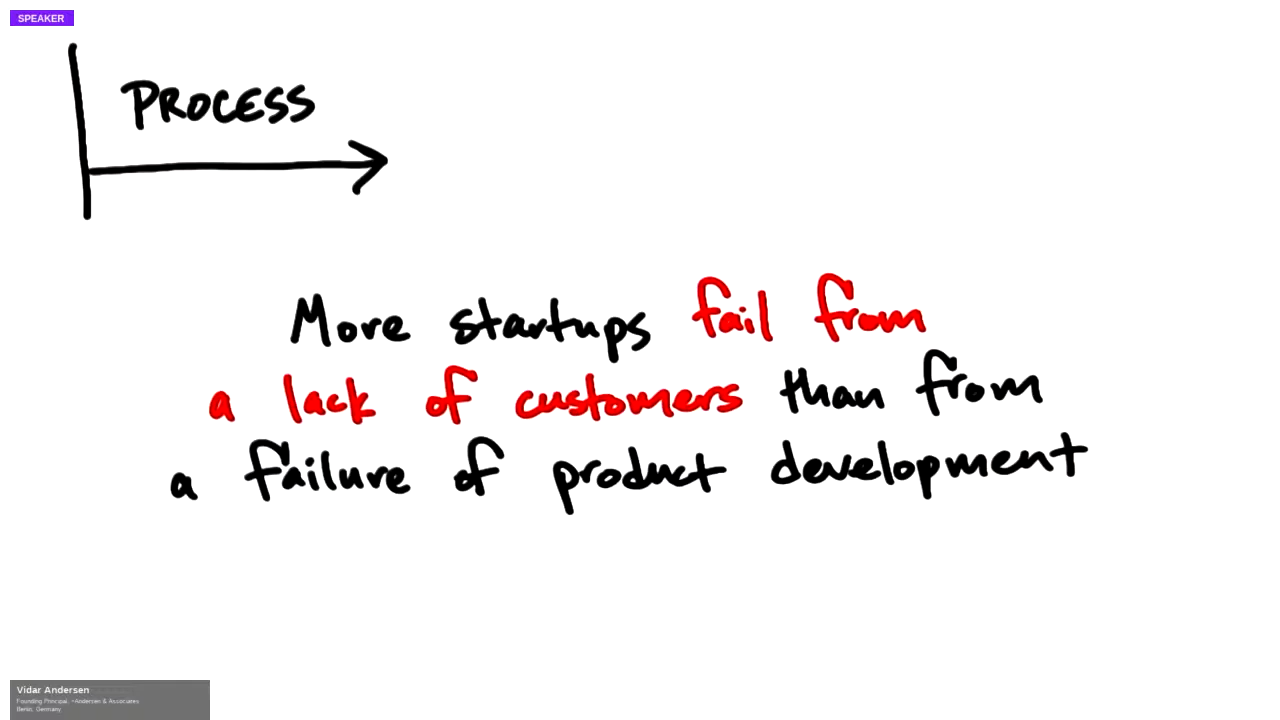 SPEAKER
PROCESS
More startups fail from
a lack of customers than from
a failure of product development
Vidar Andersen
Founding Principal, +Andersen & Associates
Berlin, Germany